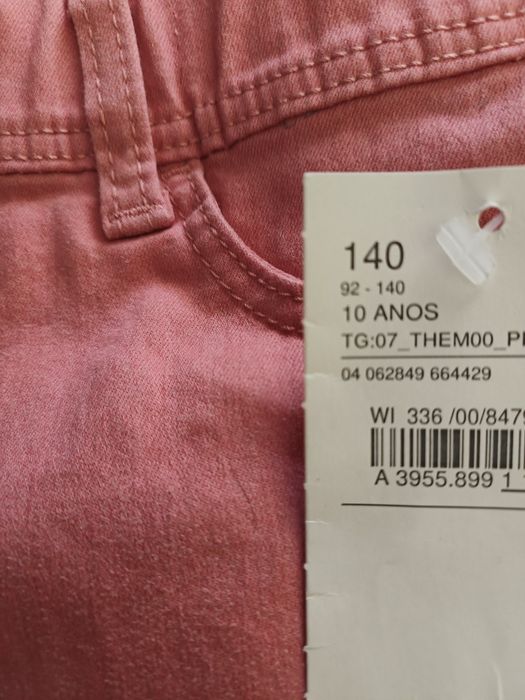 140
92 - 140
10 ANOS
TG:07_THEM00_P
04 062849 664429
WI 336 /00/847
A 3955.899 1